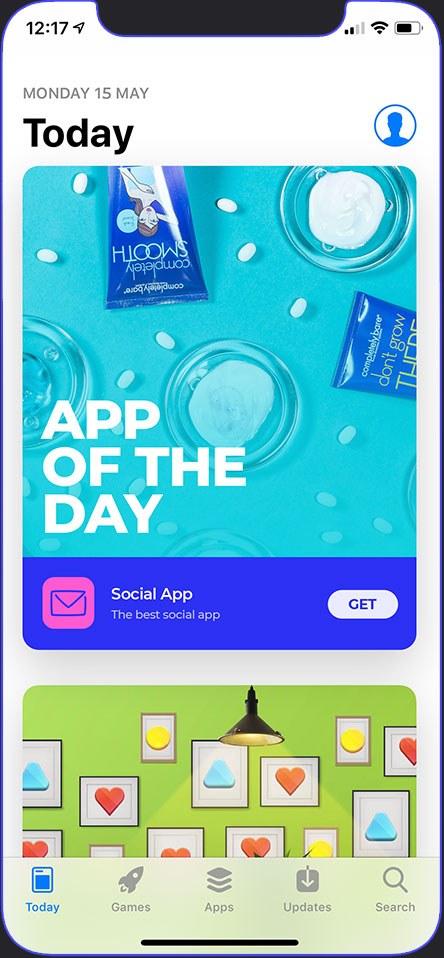 12:17
MONDAY 15 MAY
Today
completely
SMOOTH
completely.bare
completely.bare®
don't grow
THERE
APP
OF THE
DAY
Social App
The best social app
GET
Today
Games
Apps
Updates
Search